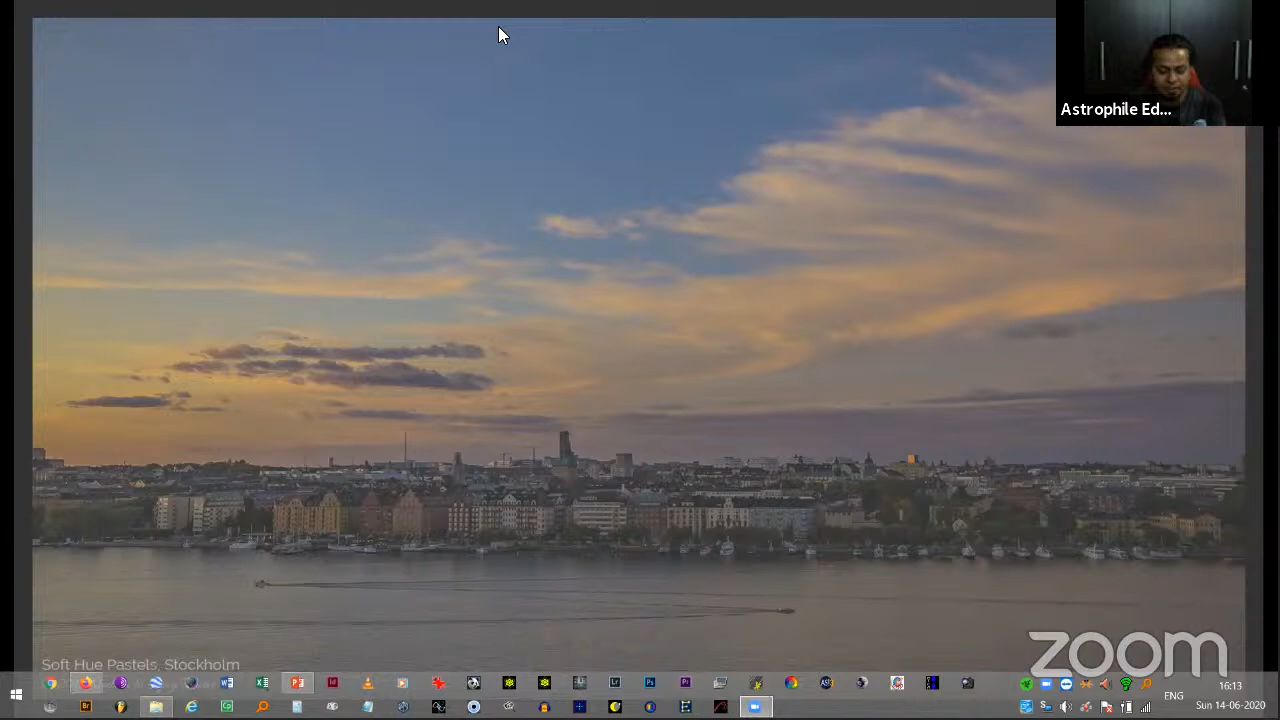 Astrophile Ed...
Soft Hue Pastels, Stockholm
zoom
16:13
ENG
Sun 14-06-2020